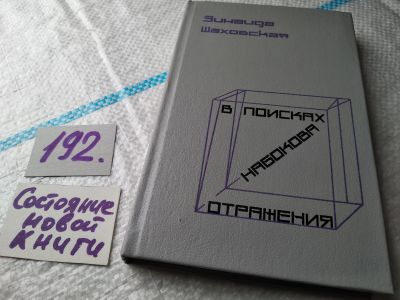 Зинаида
Шаховская
В ПОИСКАХ
НАБОКОВА
ОТРАЖЕНИЯ
192.
Состояние
новой
книги